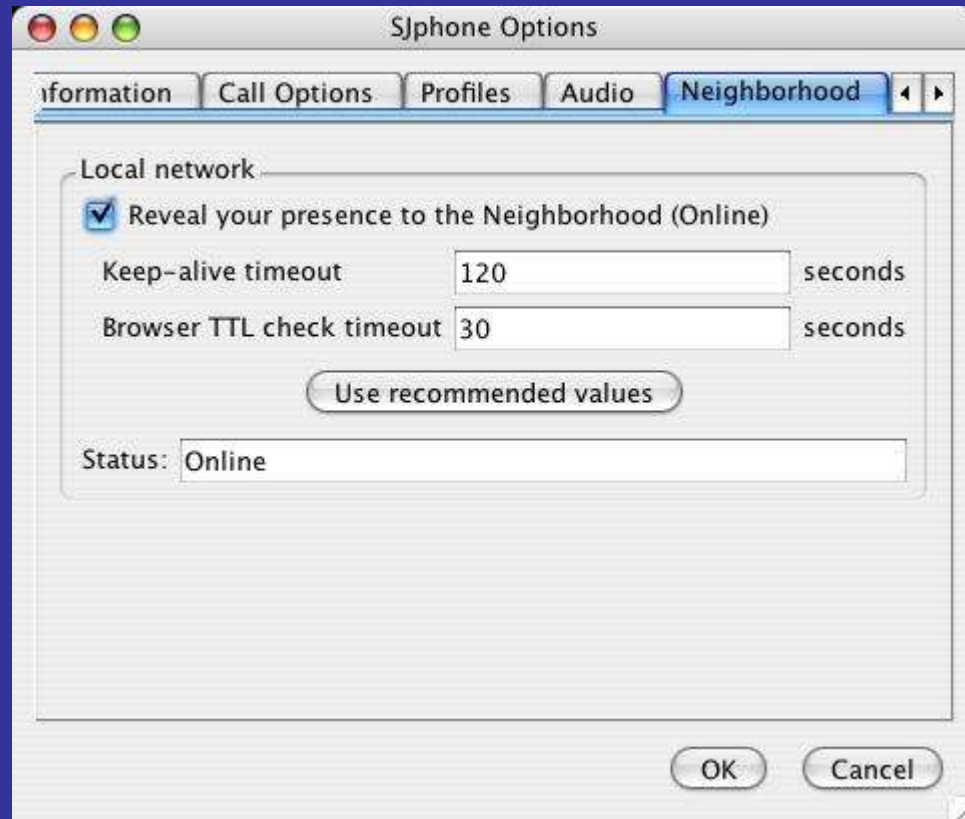 SJphone Options
nformation Call Options Profiles Audio Neighborhood
Local network
Reveal your presence to the Neighborhood (Online)
Keep-alive timeout 120 seconds
Browser TTL check timeout 30 seconds
Use recommended values
Status: Online
OK Cancel